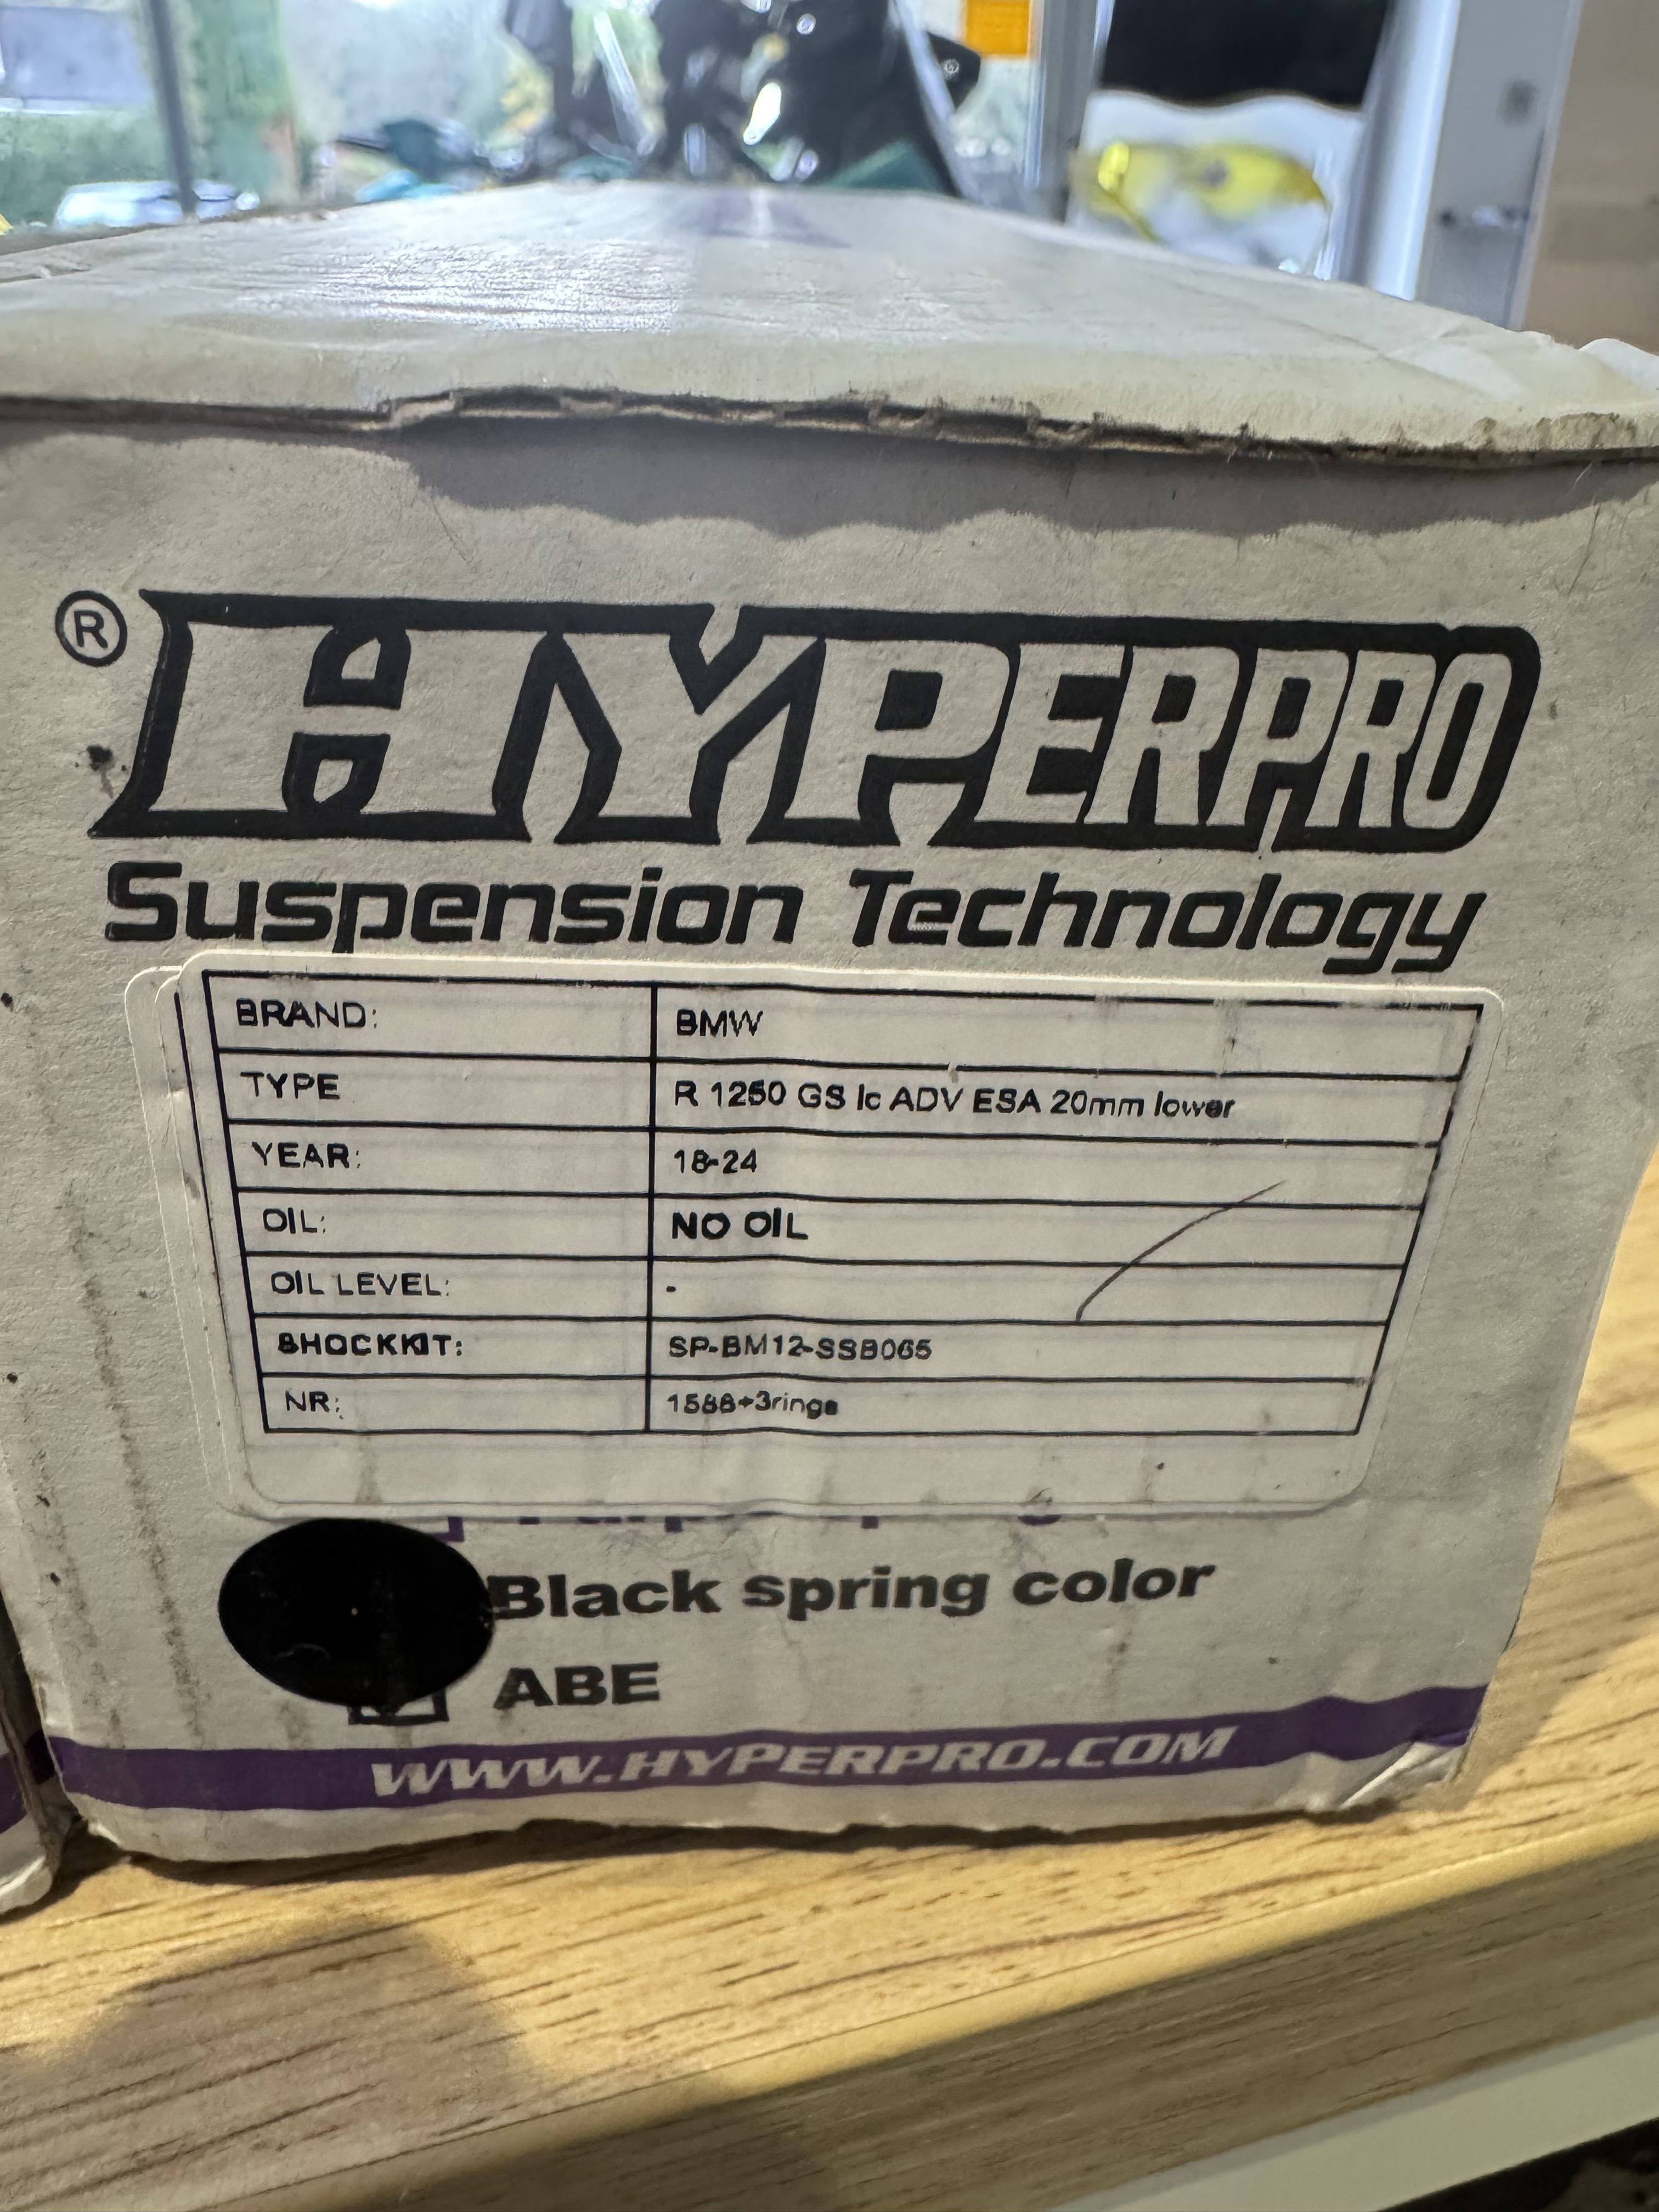 ® HYPERPRO
Suspension Technology
BRAND: BMW
TYPE R 1250 GS lc ADV ESA 20mm lower
YEAR: 18-24
OIL: NO OIL
OIL LEVEL: -
SHOCKKIT: SP-BM12-SSB065
NR: 1588+3rings
Black spring color
ABE
WWW.HYPERPRO.COM